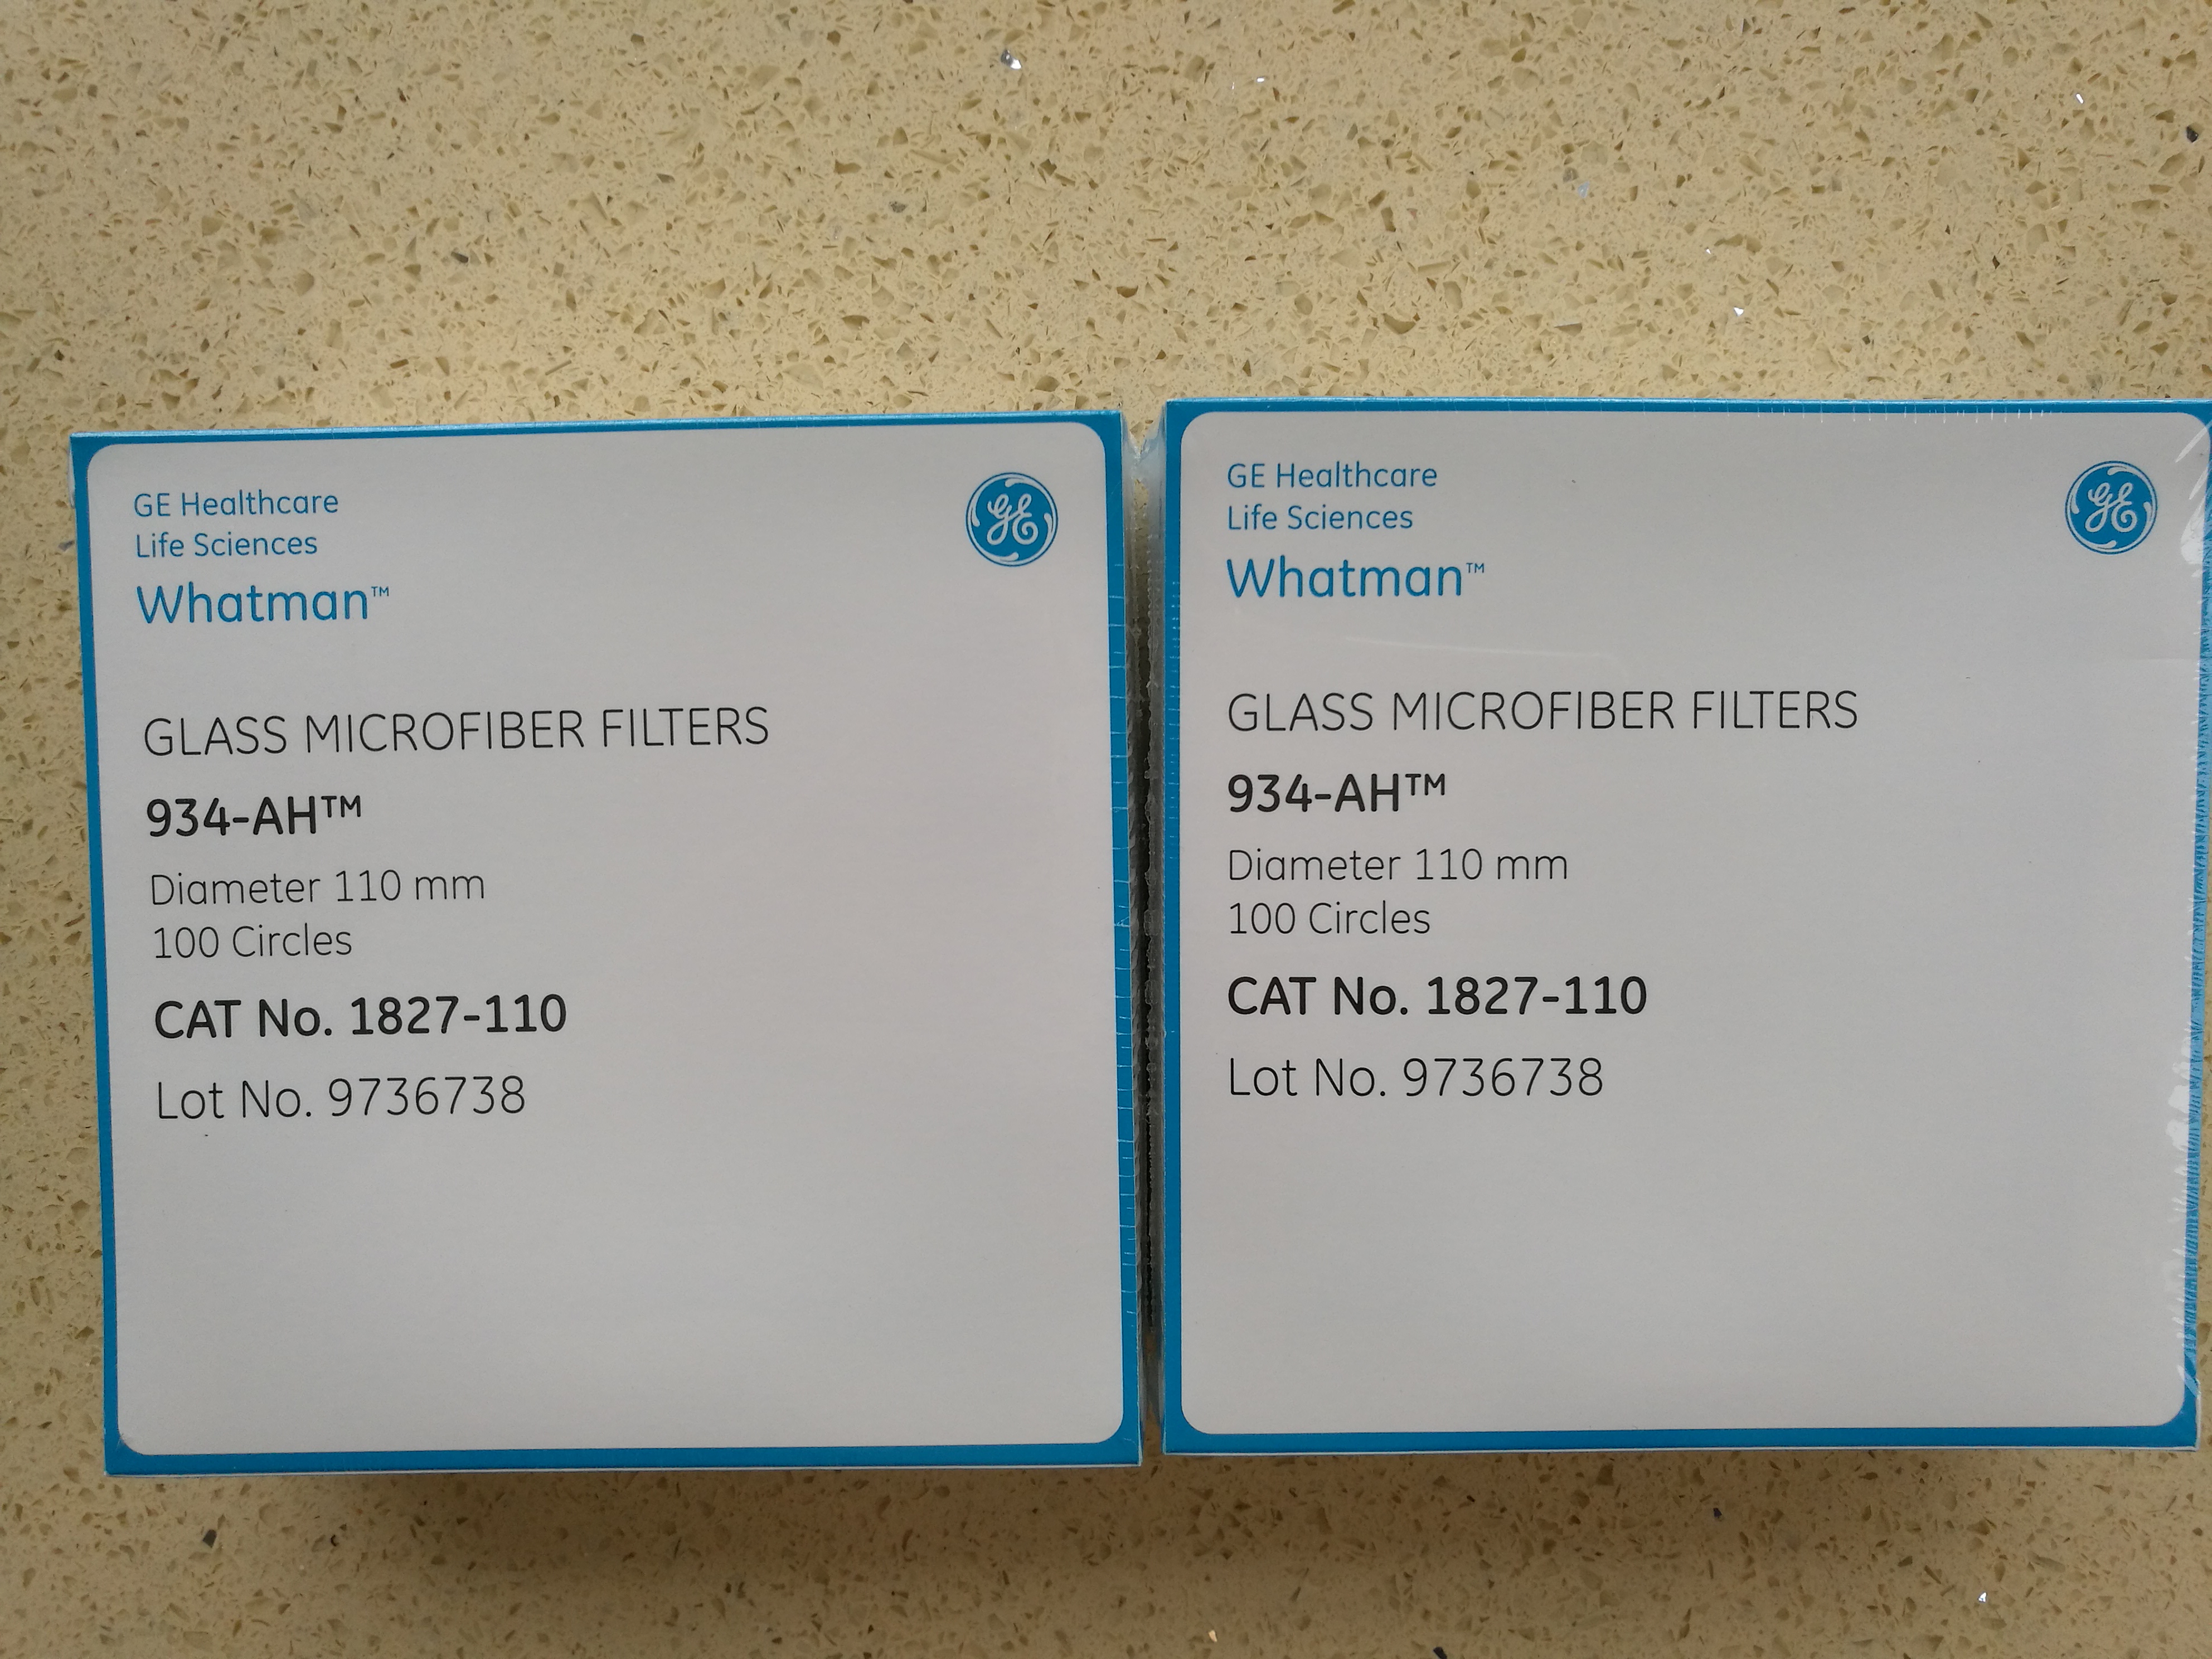 GE Healthcare
Life Sciences
Whatman™
GE
GLASS MICROFIBER FILTERS
934-AH™
Diameter 110 mm
100 Circles
CAT No. 1827-110
Lot No. 9736738
GE Healthcare
Life Sciences
Whatman™
GE
GLASS MICROFIBER FILTERS
934-AH™
Diameter 110 mm
100 Circles
CAT No. 1827-110
Lot No. 9736738